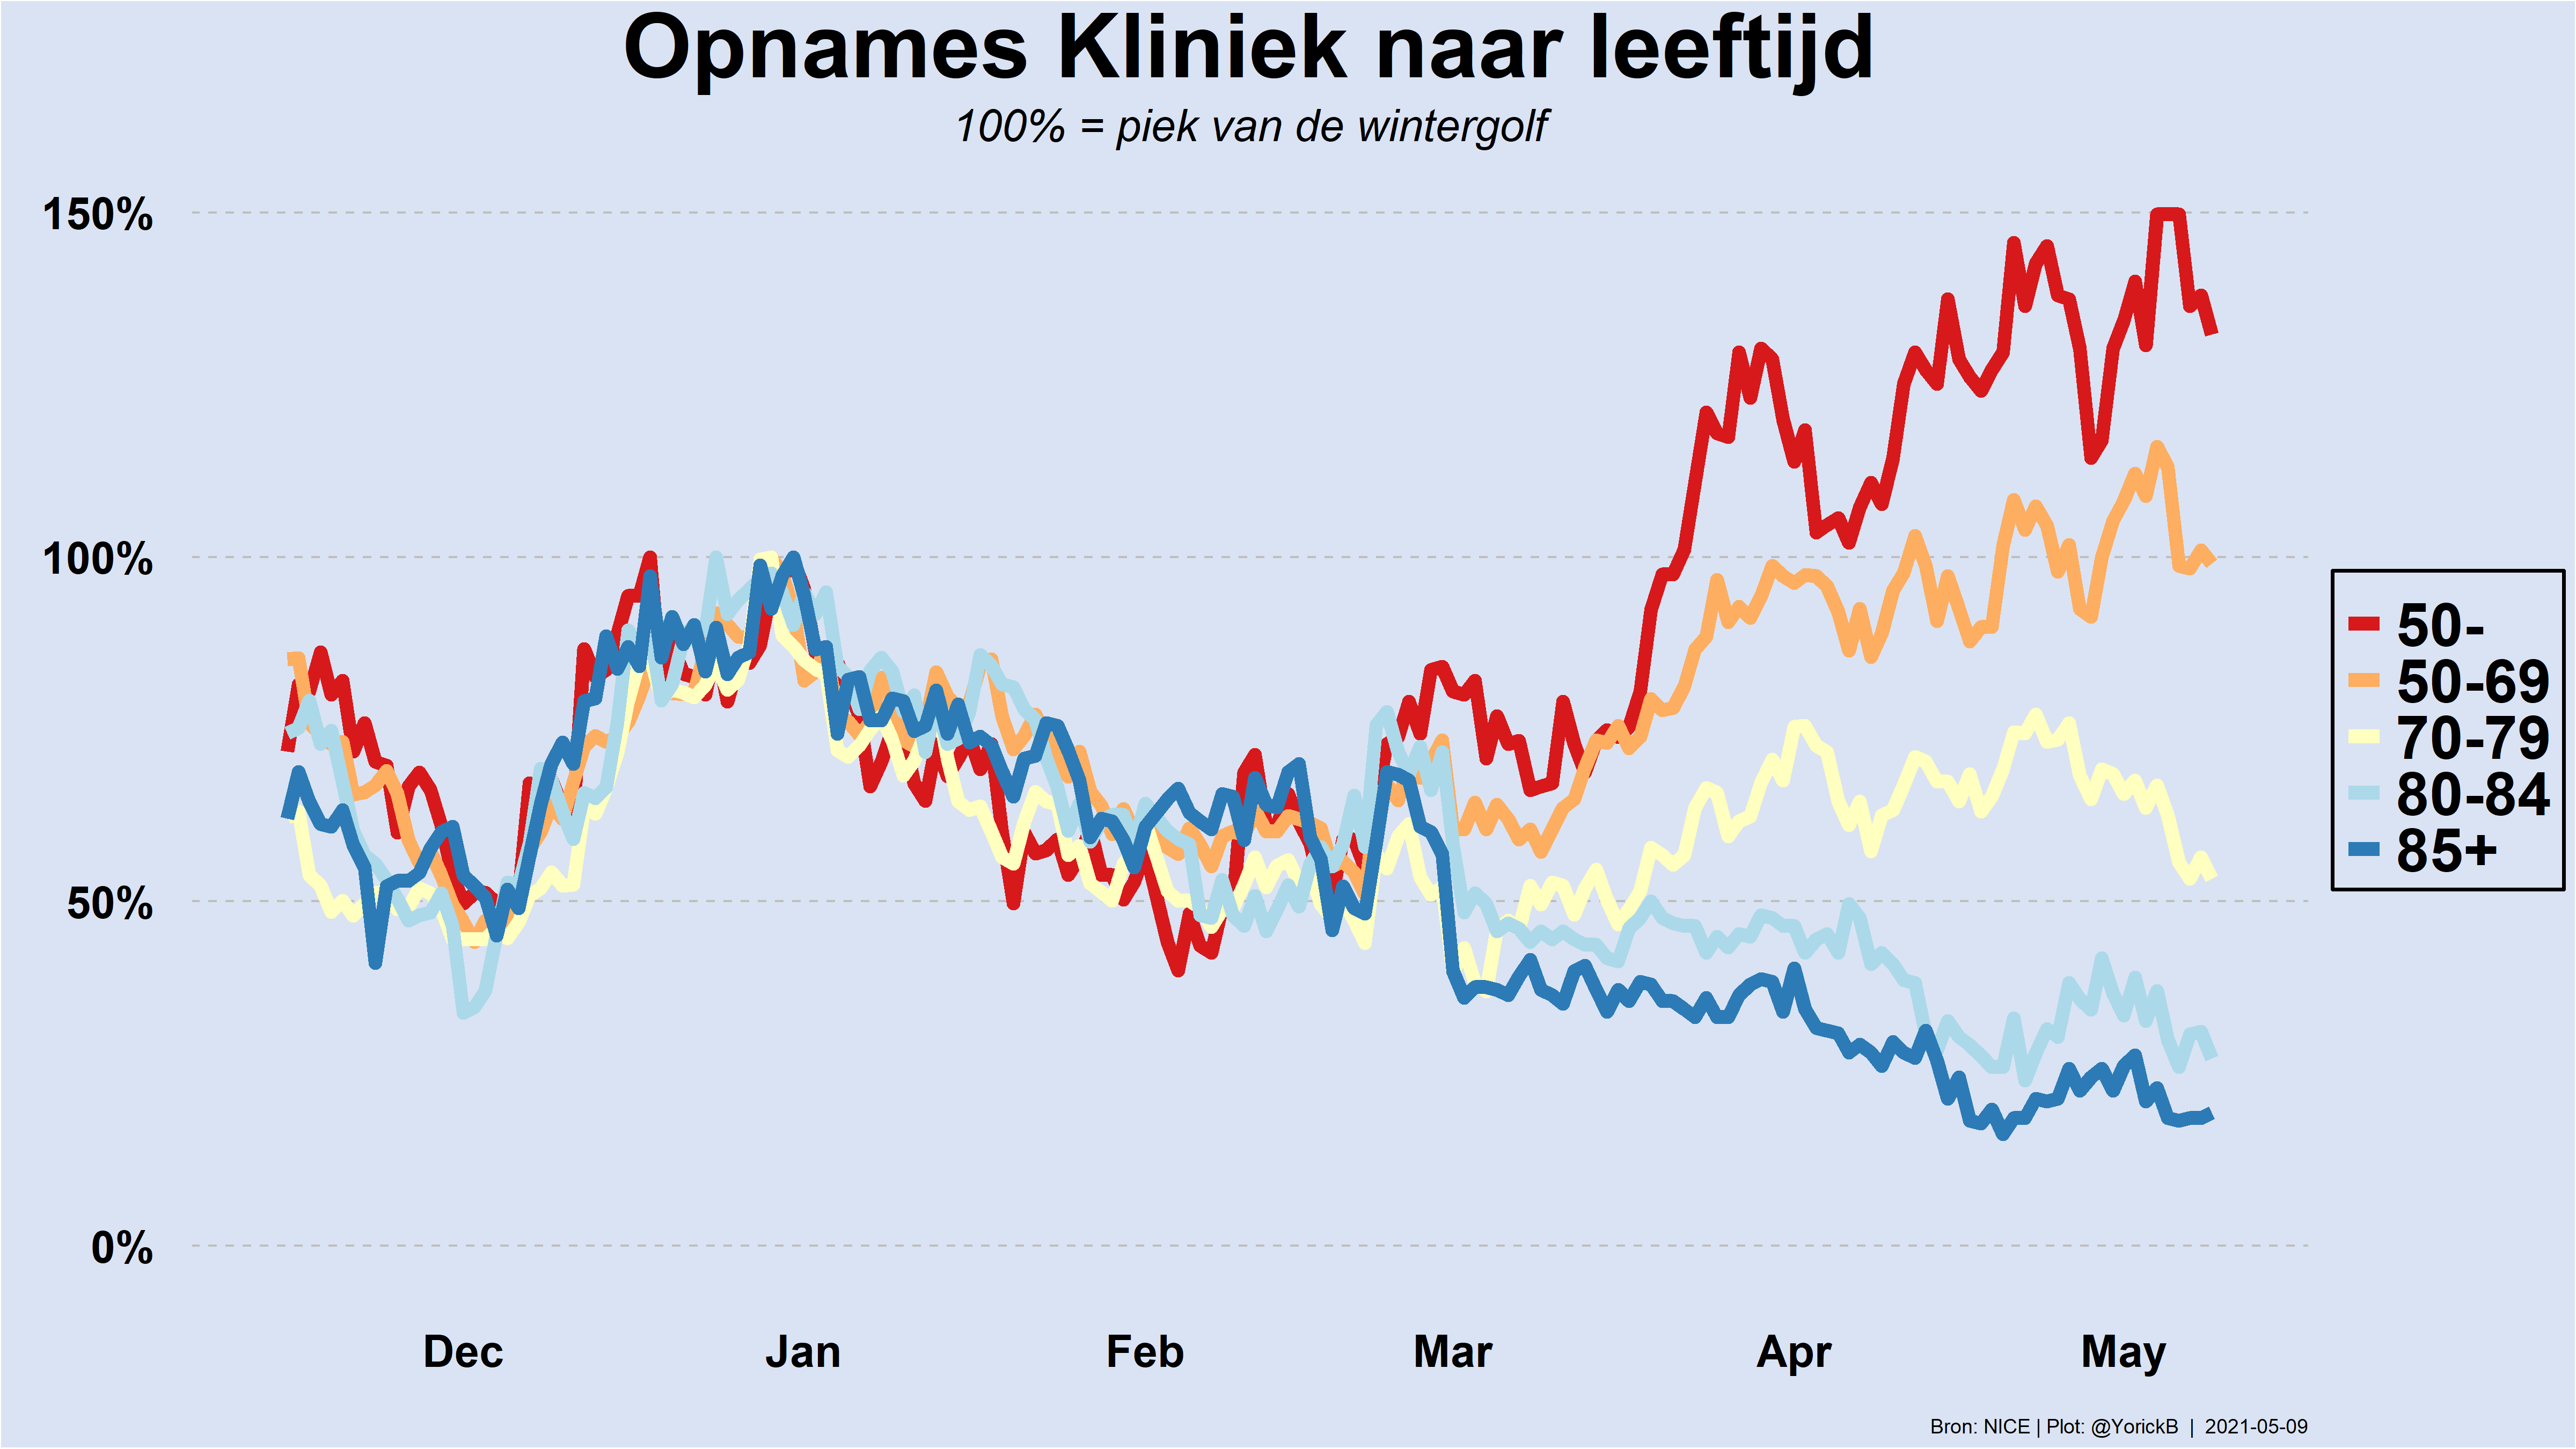 Opnames Kliniek naar leeftijd
100% = piek van de wintergolf
150%
100%
50%
0%
50-
50-69
70-79
80-84
85+
Dec Jan Feb Mar Apr May
Bron: NICE | Plot: @YorickB | 2021-05-09